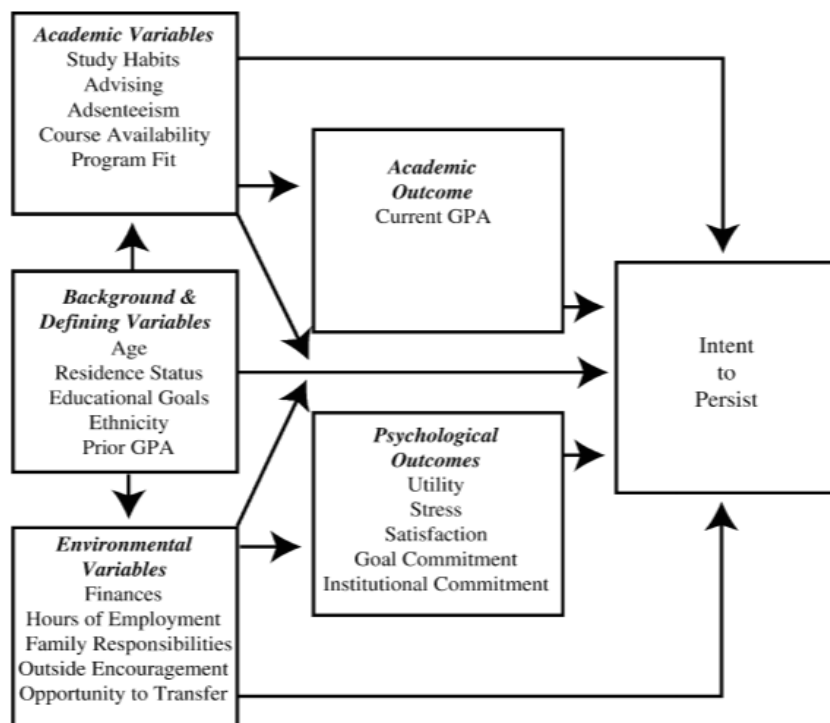 Academic Variables
Study Habits
Advising
Adsenteeism
Course Availability
Program Fit
Academic
Outcome
Current GPA
Background &
Defining Variables
Age
Residence Status
Educational Goals
Ethnicity
Prior GPA
Intent
to
Persist
Psychological
Outcomes
Utility
Stress
Satisfaction
Goal Commitment
Institutional Commitment
Environmental
Variables
Finances
Hours of Employment
Family Responsibilities
Outside Encouragement
Opportunity to Transfer